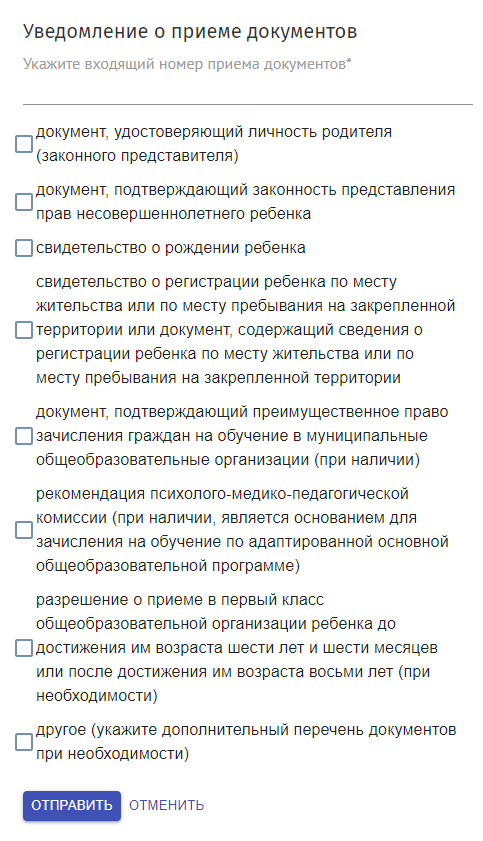 Уведомление о приеме документов
Укажите входящий номер приема документов*
документ, удостоверяющий личность родителя
(законного представителя)
документ, подтверждающий законность представления
прав несовершеннолетнего ребенка
свидетельство о рождении ребенка
свидетельство о регистрации ребенка по месту
жительства или по месту пребывания на закрепленной
территории или документ, содержащий сведения о
регистрации ребенка по месту жительства или по
месту пребывания на закрепленной территории
документ, подтверждающий преимущественное право
зачисления граждан на обучение в муниципальные
общеобразовательные организации (при наличии)
рекомендация психолого-медико-педагогической
комиссии (при наличии, является основанием для
зачисления на обучение по адаптированной основной
общеобразовательной программе)
разрешение о приеме в первый класс
общеобразовательной организации ребенка до
достижения им возраста шести лет и шести месяцев
или после достижения им возраста восьми лет (при
необходимости)
другое (укажите дополнительный перечень документов
при необходимости)
ОТПРАВИТЬ ОТМЕНИТЬ